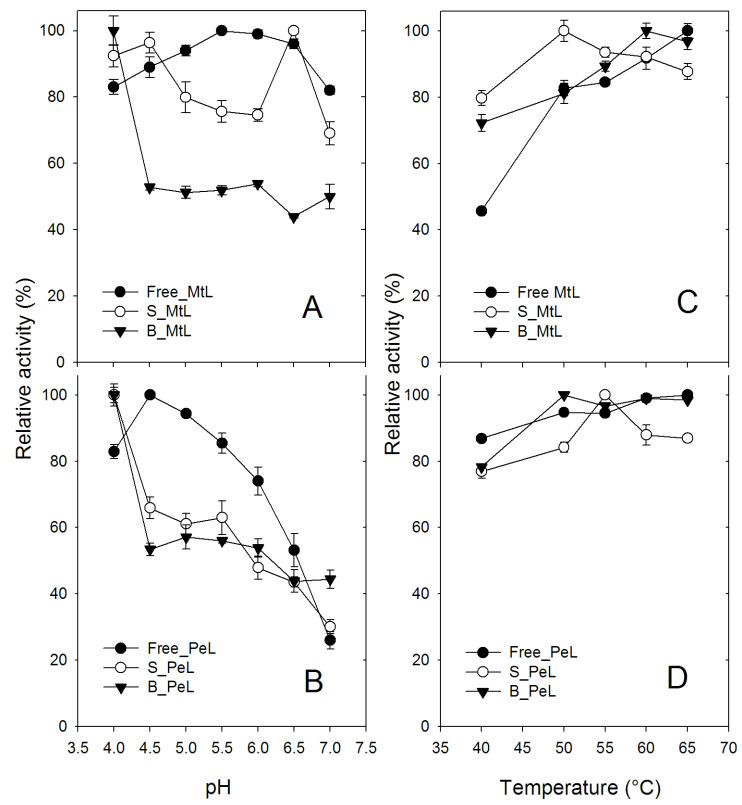 100
80
60
40
20
0
Free_MtL
S_MtL
B_MtL
A
100
80
60
40
20
0
Free MtL
S_MtL
B_MtL
C
Relative activity (%)
Relative activity (%)
100
80
60
40
20
0
Free_PeL
S_PeL
B_PeL
B
3.5 4.0 4.5 5.0 5.5 6.0 6.5 7.0 7.5
pH
100
80
60
40
20
0
Free_PeL
S_PeL
B_PeL
D
35 40 45 50 55 60 65 70
Temperature (°C)